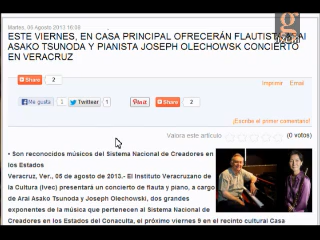 Martes, 06 Agosto 2013 16:08
ESTE VIERNES, EN CASA PRINCIPAL OFRECERÁN FLAUTISTA ARAI
ASAKO TSUNODA Y PIANISTA JOSEPH OLECHOWSK CONCIERTO
EN VERACRUZ
Share 2
Imprimir Email
Me gusta 1 Twittear 1 Pinit Share 2
¡Escribe el primer comentario!
Valora este artículo (0 votos)
• Son reconocidos músicos del Sistema Nacional de Creadores en
los Estados
Veracruz, Ver., 05 de agosto de 2013.- El Instituto Veracruzano
de la Cultura (Ivec) presentará un concierto de flauta y piano, a cargo
de Arai Asako Tsunoda y Joseph Olechowski, dos grandes
exponentes de la música que pertenecen al Sistema Nacional de
Creadores en los Estados del Conaculta, el próximo viernes 9 en el recinto cultural Casa